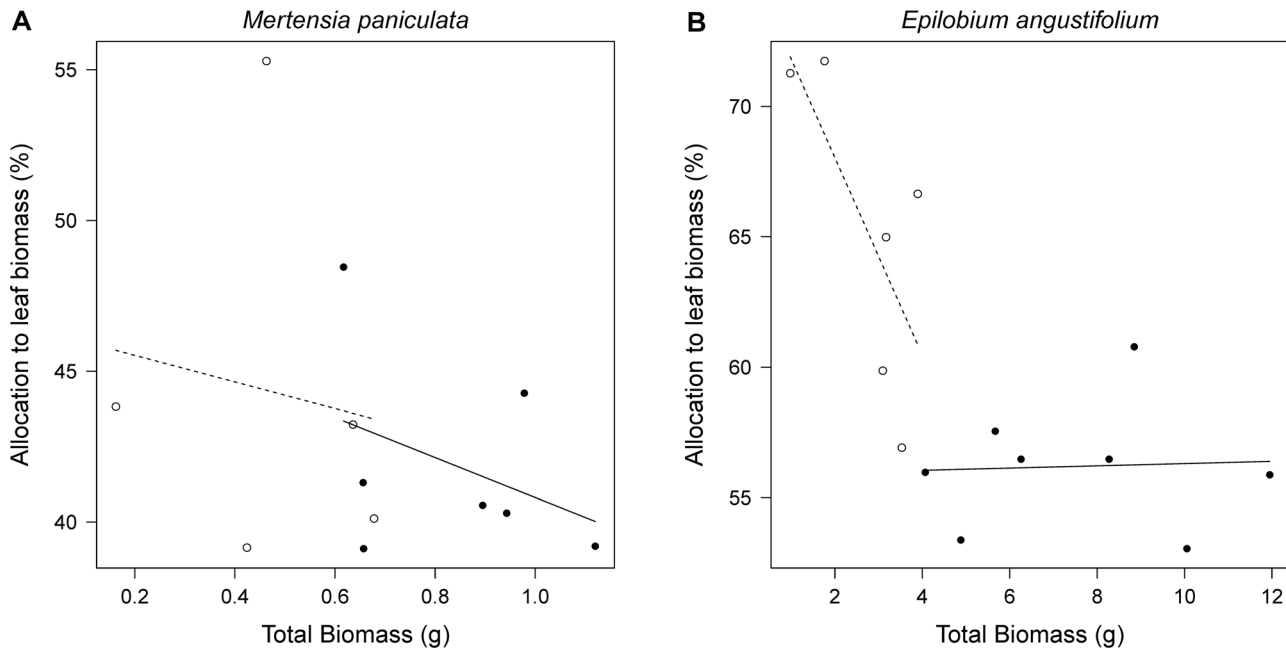 A
Mertensia paniculata
55
50
45
40
Allocation to leaf biomass (%)
0.2 0.4 0.6 0.8 1.0
Total Biomass (g)
B
Epilobium angustifolium
70
65
60
55
Allocation to leaf biomass (%)
2 4 6 8 10 12
Total Biomass (g)